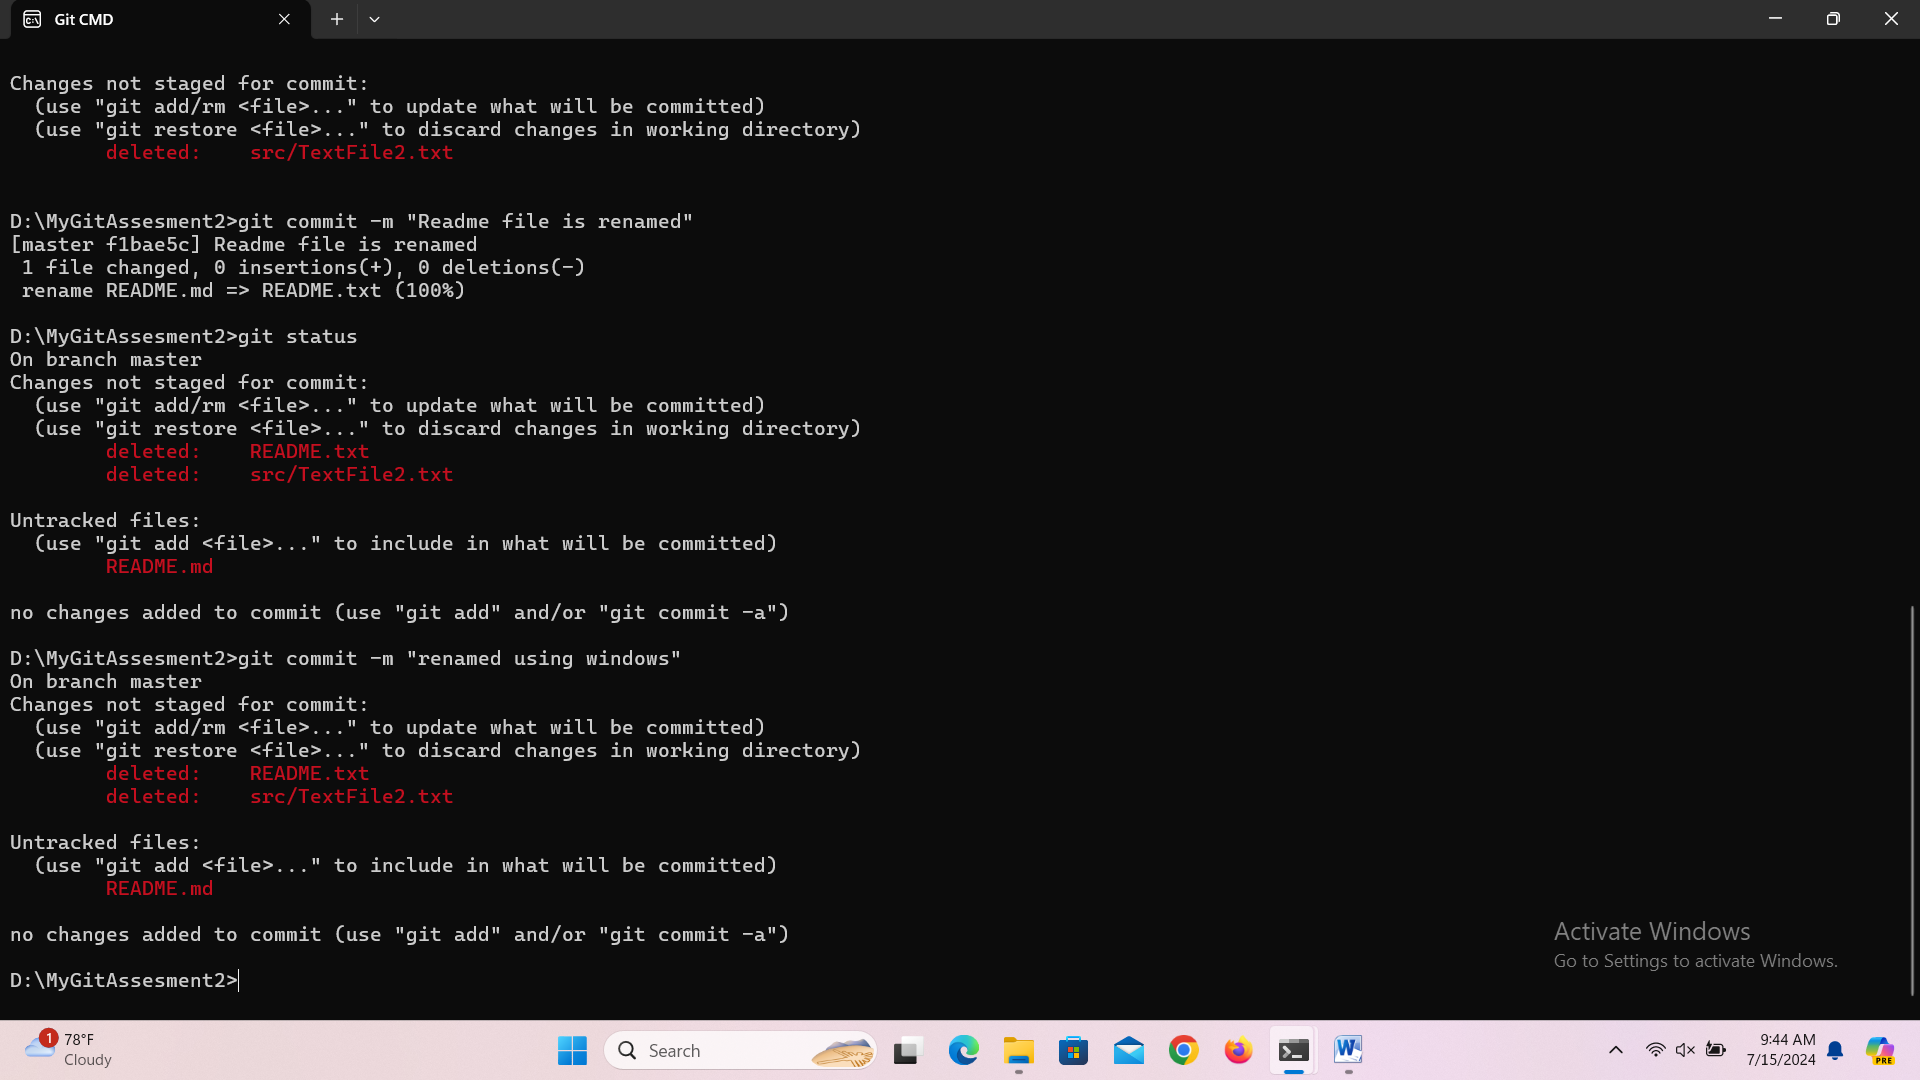 Git CMD
Changes not staged for commit:
  (use "git add/rm <file>..." to update what will be committed)
  (use "git restore <file>..." to discard changes in working directory)
        deleted:    src/TextFile2.txt
D:\MyGitAssesment2>git commit -m "Readme file is renamed"
[master f1bae5c] Readme file is renamed
 1 file changed, 0 insertions(+), 0 deletions(-)
 rename README.md => README.txt (100%)
D:\MyGitAssesment2>git status
On branch master
Changes not staged for commit:
  (use "git add/rm <file>..." to update what will be committed)
  (use "git restore <file>..." to discard changes in working directory)
        deleted:    README.txt
        deleted:    src/TextFile2.txt
Untracked files:
  (use "git add <file>..." to include in what will be committed)
        README.md
no changes added to commit (use "git add" and/or "git commit -a")
D:\MyGitAssesment2>git commit -m "renamed using windows"
On branch master
Changes not staged for commit:
  (use "git add/rm <file>..." to update what will be committed)
  (use "git restore <file>..." to discard changes in working directory)
        deleted:    README.txt
        deleted:    src/TextFile2.txt
Untracked files:
  (use "git add <file>..." to include in what will be committed)
        README.md
no changes added to commit (use "git add" and/or "git commit -a")
D:\MyGitAssesment2>
Activate Windows
Go to Settings to activate Windows.
1
78°F
Cloudy
Search
W
9:44 AM
7/15/2024
PRE